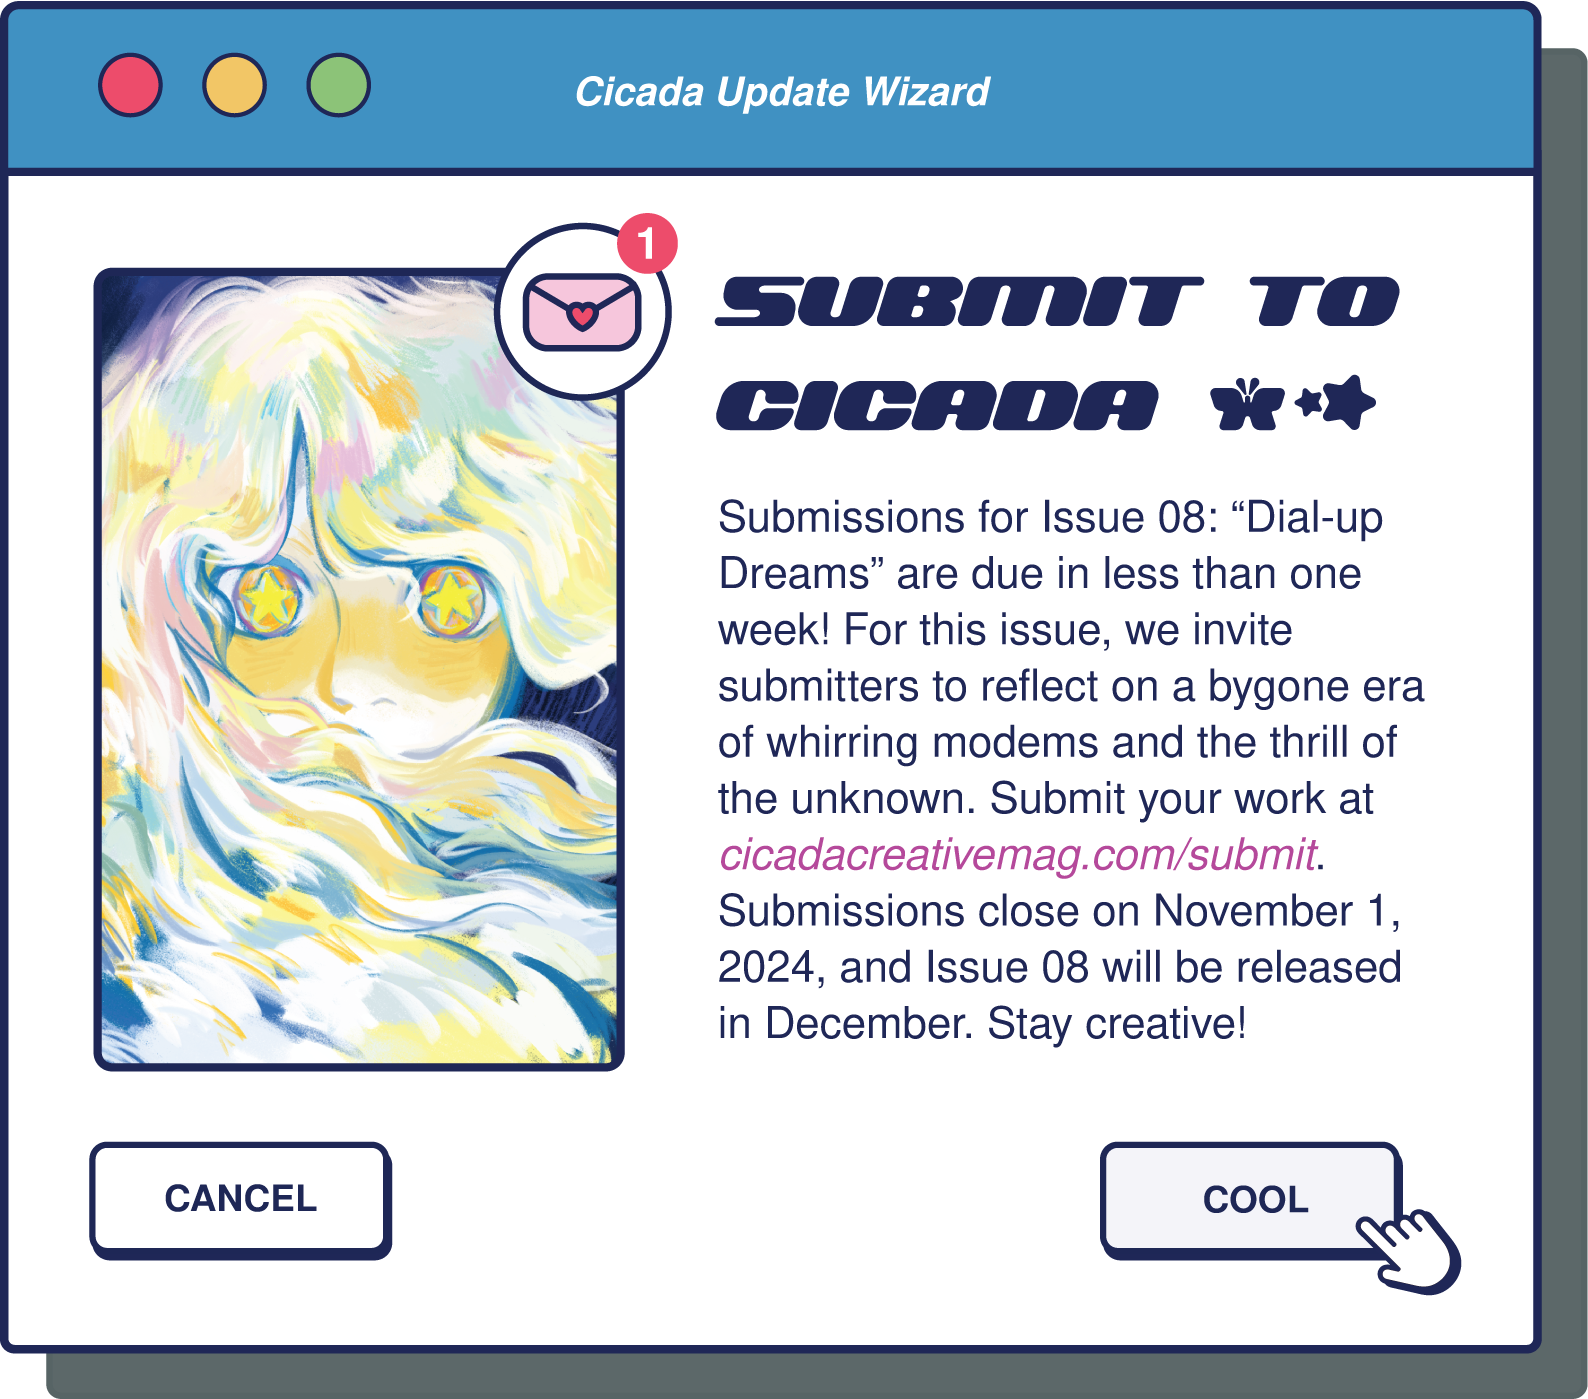 Cicada Update Wizard
1
SUBMIT TO
CICADA
Submissions for Issue 08: “Dial-up
Dreams” are due in less than one
week! For this issue, we invite
submitters to reflect on a bygone era
of whirring modems and the thrill of
the unknown. Submit your work at
cicadacreativemag.com/submit.
Submissions close on November 1,
2024, and Issue 08 will be released
in December. Stay creative!
CANCEL
COOL